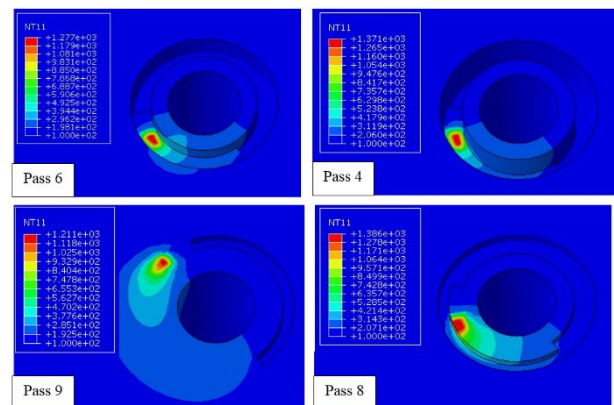 NT11
+1.277e+03
+1.179e+03
+1.081e+03
+9.831e+02
+8.850e+02
+7.868e+02
+6.887e+02
+5.906e+02
+4.925e+02
+3.944e+02
+2.962e+02
+1.981e+02
+1.000e+02
Pass 6
NT11
+1.371e+03
+1.265e+03
+1.160e+03
+1.054e+03
+9.476e+02
+8.417e+02
+7.357e+02
+6.298e+02
+5.238e+02
+4.179e+02
+3.119e+02
+2.060e+02
+1.000e+02
Pass 4
NT11
+1.211e+03
+1.118e+03
+1.025e+03
+9.329e+02
+8.404e+02
+7.478e+02
+6.553e+02
+5.627e+02
+4.702e+02
+3.776e+02
+2.851e+02
+1.925e+02
+1.000e+02
Pass 9
NT11
+1.386e+03
+1.278e+03
+1.171e+03
+1.064e+03
+9.571e+02
+8.499e+02
+7.428e+02
+6.357e+02
+5.285e+02
+4.214e+02
+3.143e+02
+2.071e+02
+1.000e+02
Pass 8